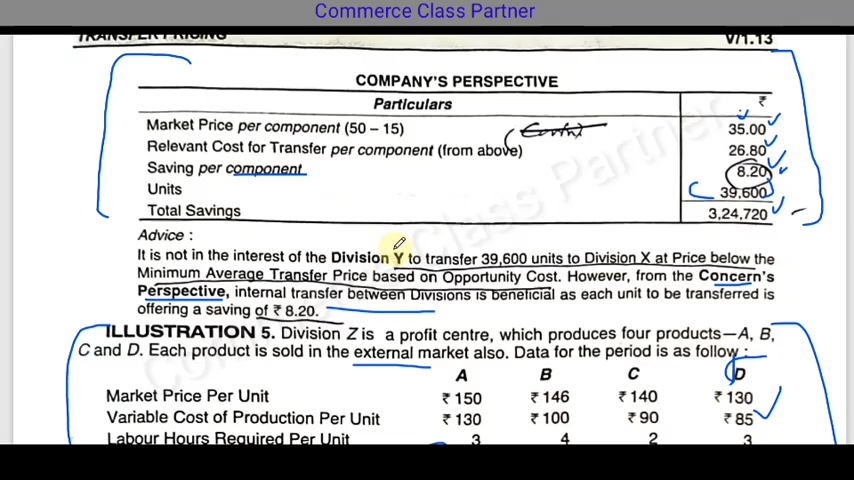 Commerce Class Partner
TRANSFER PRICING V/1.13
COMPANY'S PERSPECTIVE
Particulars ₹
Market Price per component (50 – 15) 35.00
Relevant Cost for Transfer per component (from above) 26.80
Saving per component 8.20
Units 39,600
Total Savings 3,24,720
Advice :
It is not in the interest of the Division Y to transfer 39,600 units to Division X at Price below the
Minimum Average Transfer Price based on Opportunity Cost. However, from the Concern's
Perspective, internal transfer between Divisions is beneficial as each unit to be transferred is
offering a saving of ₹ 8.20.
ILLUSTRATION 5. Division Z is a profit centre, which produces four products—A, B,
C and D. Each product is sold in the external market also. Data for the period is as follow :
A B C D
Market Price Per Unit ₹ 150 ₹ 146 ₹ 140 ₹ 130
Variable Cost of Production Per Unit ₹ 130 ₹ 100 ₹ 90 ₹ 85
Labour Hours Required Per Unit 3 4 2 3
Class Partner